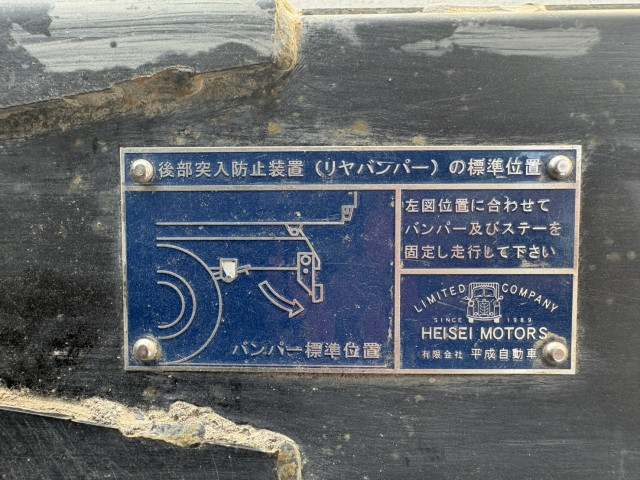 後部突入防止装置（リヤバンパー）の標準位置
左図位置に合わせて
バンパー及びステーを
固定し走行して下さい
バンパー標準位置
LIMITED COMPANY
SINCE 1989
HEISEI MOTORS
有限会社 平成自動車